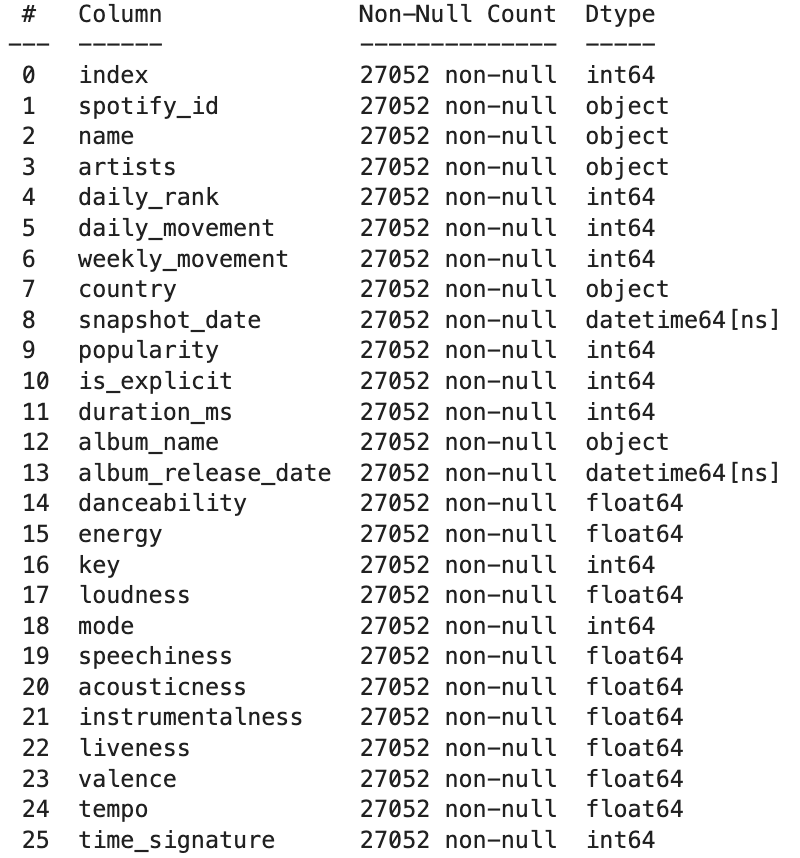 #   Column              Non-Null Count  Dtype
---  ------              --------------  -----
0   index               27052 non-null  int64
1   spotify_id          27052 non-null  object
2   name                27052 non-null  object
3   artists             27052 non-null  object
4   daily_rank          27052 non-null  int64
5   daily_movement      27052 non-null  int64
6   weekly_movement     27052 non-null  int64
7   country             27052 non-null  object
8   snapshot_date       27052 non-null  datetime64[ns]
9   popularity          27052 non-null  int64
10  is_explicit         27052 non-null  int64
11  duration_ms         27052 non-null  int64
12  album_name          27052 non-null  object
13  album_release_date  27052 non-null  datetime64[ns]
14  danceability        27052 non-null  float64
15  energy              27052 non-null  float64
16  key                 27052 non-null  int64
17  loudness            27052 non-null  float64
18  mode                27052 non-null  int64
19  speechiness         27052 non-null  float64
20  acousticness        27052 non-null  float64
21  instrumentalness    27052 non-null  float64
22  liveness            27052 non-null  float64
23  valence             27052 non-null  float64
24  tempo               27052 non-null  float64
25  time_signature      27052 non-null  int64